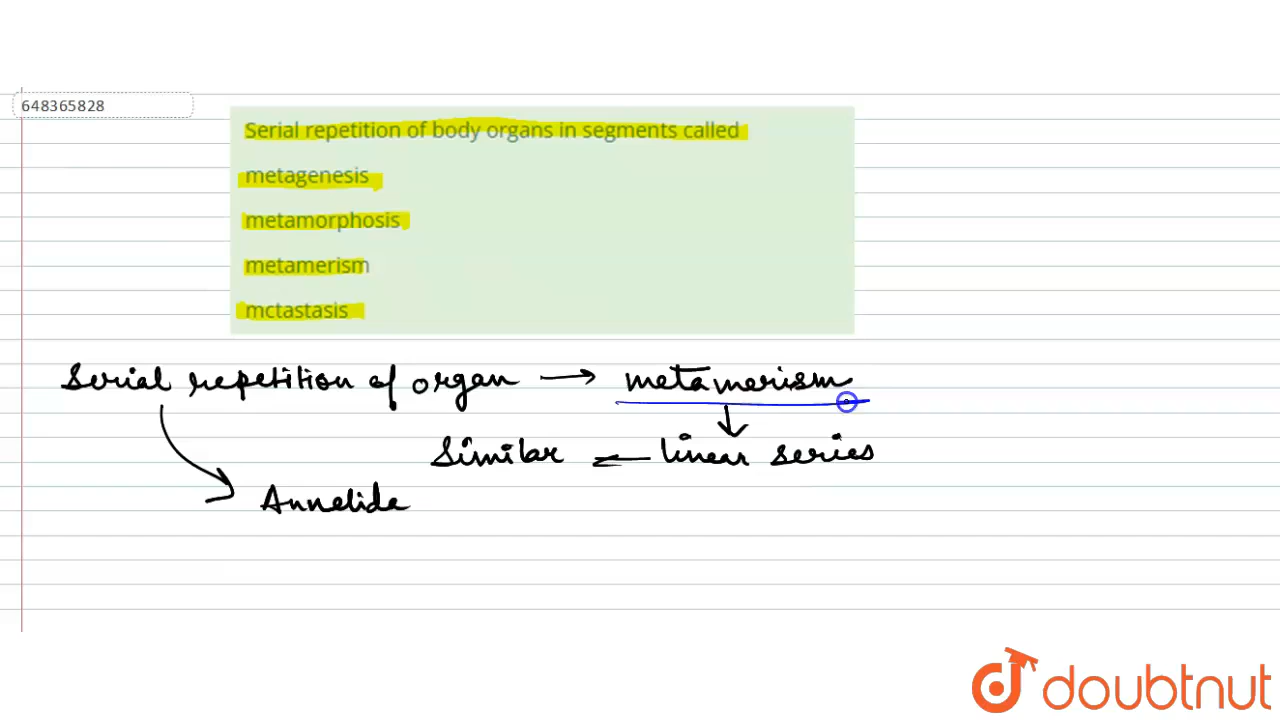 648365828
Serial repetition of body organs in segments called
metagenesis
metamorphosis
metamerism
mctastasis
Serial repetition of organ → metamerism
Similar ← linear series
Annelida
doubtnut